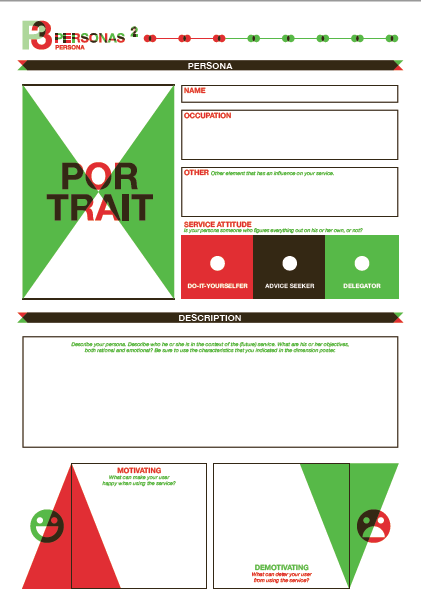 P3 PERSONAS 2
PERSONA
PERSONA
POR
TRAIT
NAME
OCCUPATION
OTHER Other element that has an influence on your service.
SERVICE ATTITUDE
Is your persona someone who figures everything out on his or her own, or not?
DO-IT-YOURSELFER
ADVICE SEEKER
DELEGATOR
DESCRIPTION
Describe your persona. Describe who he or she is in the context of the (future) service. What are his or her objectives,
both rational and emotional? Be sure to use the characteristics that you indicated in the dimension poster.
MOTIVATING
What can make your user
happy when using the service?
DEMOTIVATING
What can deter your user
from using the service?